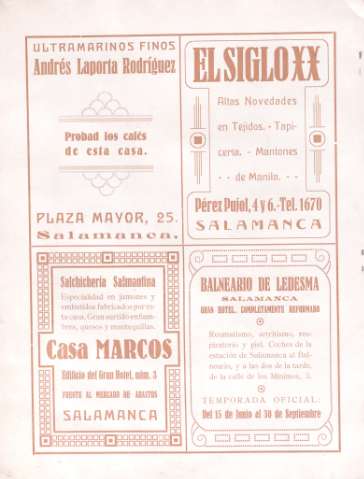 ULTRAMARINOS FINOS
Andrés Laporta Rodríguez
Probad los cafés
de esta casa.
PLAZA MAYOR, 25.
Salamanca.
EL SIGLO XX
Altas Novedades
en Tejidos. - Tapi-
cería. - Mantones
· · de Manila. · ·
Pérez Pujol, 4 y 6.-Tel. 1670
SALAMANCA
Salchichería Salmantina
Especialidad en jamones y
embutidos fabricados por es-
ta casa. Gran surtido en fiam-
bres, quesos y mantequillas.
Casa MARCOS
Edificio del Gran Hotel, núm. 3
FRENTE AL MERCADO DE ABASTOS
SALAMANCA
BALNEARIO DE LEDESMA
SALAMANCA
GRAN HOTEL, COMPLETAMENTE REFORMADO
Reumatismo, artritismo, res-
piratorio y piel. Coches de la
estación de Salamanca al Bal-
neario, y a las dos de la tarde,
de la calle de los Mínimos, 3.
TEMPORADA OFICIAL:
Del 15 de Junio al 30 de Septiembre